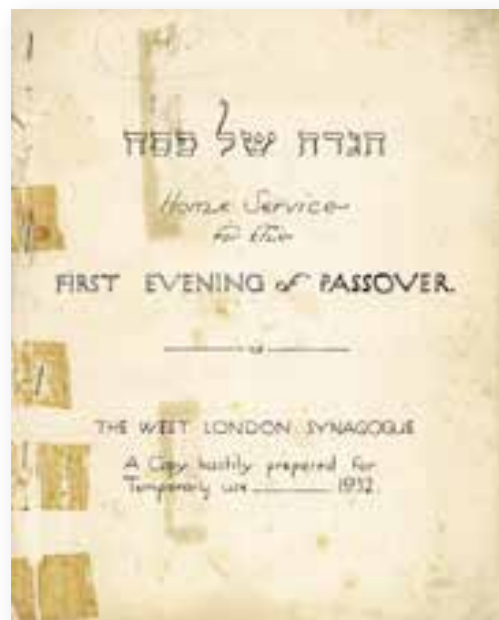 הגדה של פסח
Home Service
for the
FIRST EVENING of PASSOVER.
THE WEST LONDON SYNAGOGUE
A Copy hastily prepared for
Temporary use 1932.